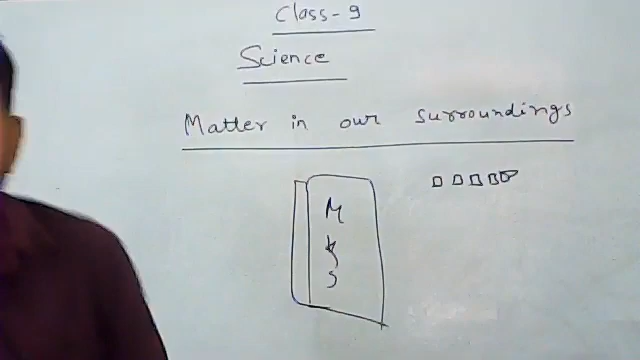 Class-9
Science
Matter in our surroundings
M